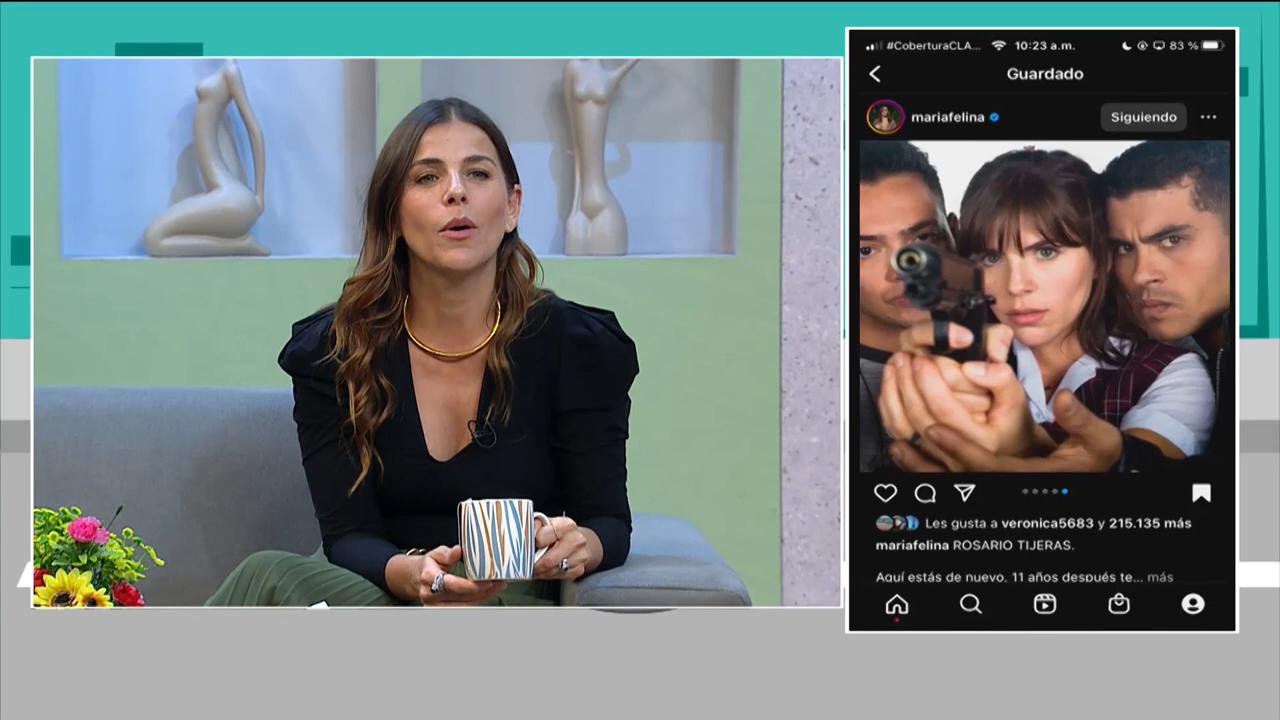 #CoberturaCLA... 10:23 a.m. 83 %
Guardado
mariafelina Siguiendo
Les gusta a veronica5683 y 215.135 más
mariafelina ROSARIO TIJERAS.
Aquí estás de nuevo, 11 años después te... más